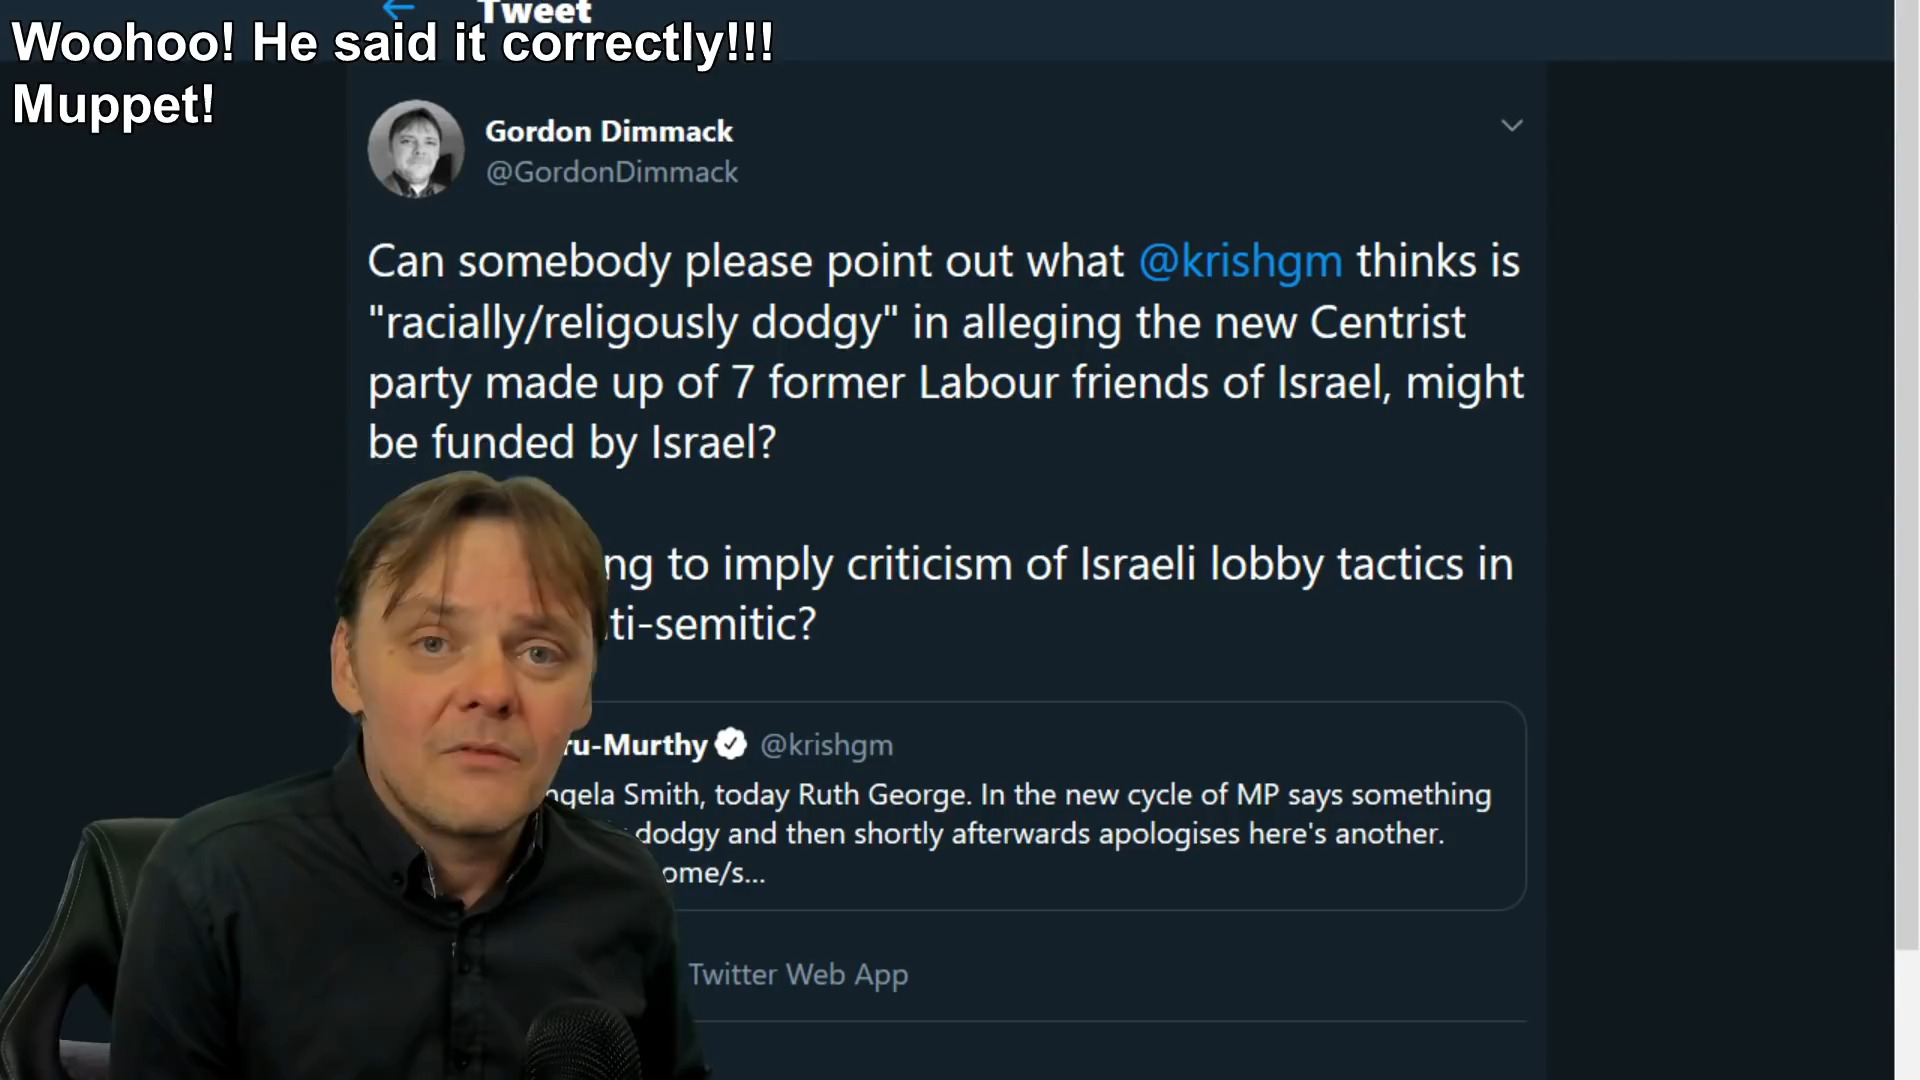 Tweet
Woohoo! He said it correctly!!!
Muppet!
Gordon Dimmack
@GordonDimmack
Can somebody please point out what @krishgm thinks is
"racially/religously dodgy" in alleging the new Centrist
party made up of 7 former Labour friends of Israel, might
be funded by Israel?
ng to imply criticism of Israeli lobby tactics in
ti-semitic?
ru-Murthy @krishgm
ngela Smith, today Ruth George. In the new cycle of MP says something
dodgy and then shortly afterwards apologises here's another.
ome/s...
Twitter Web App